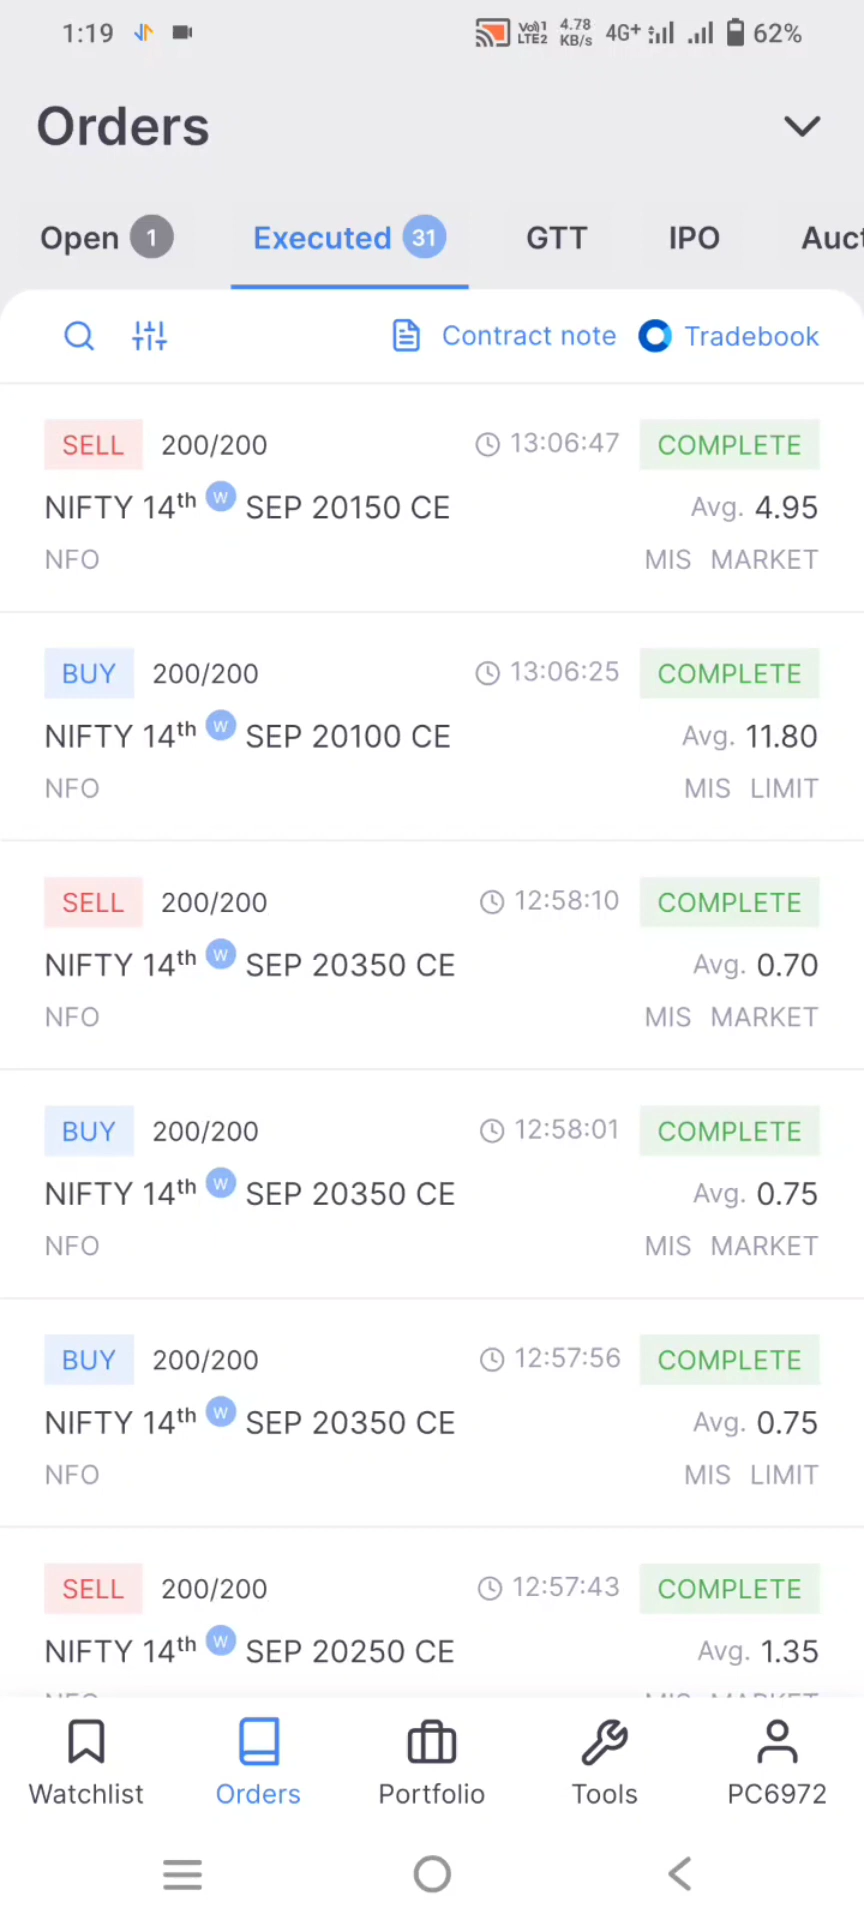 1:19 Vo)) 1 LTE2 4.78 KB/s 4G+ 62%
Orders
Open 1 Executed 31 GTT IPO Auct
Contract note Tradebook
SELL 200/200 13:06:47 COMPLETE
NIFTY 14th W SEP 20150 CE Avg. 4.95
NFO MIS MARKET
BUY 200/200 13:06:25 COMPLETE
NIFTY 14th W SEP 20100 CE Avg. 11.80
NFO MIS LIMIT
SELL 200/200 12:58:10 COMPLETE
NIFTY 14th W SEP 20350 CE Avg. 0.70
NFO MIS MARKET
BUY 200/200 12:58:01 COMPLETE
NIFTY 14th W SEP 20350 CE Avg. 0.75
NFO MIS MARKET
BUY 200/200 12:57:56 COMPLETE
NIFTY 14th W SEP 20350 CE Avg. 0.75
NFO MIS LIMIT
SELL 200/200 12:57:43 COMPLETE
NIFTY 14th W SEP 20250 CE Avg. 1.35
Watchlist Orders Portfolio Tools PC6972